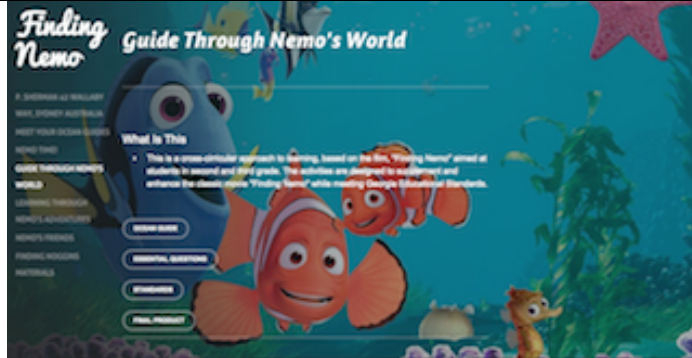 Finding
Nemo
Guide Through Nemo's World
P. SHERMAN 42 WALLABY
WAY, SYDNEY AUSTRALIA
MEET YOUR OCEAN GUIDES
NEMO TIME!
GUIDE THROUGH NEMO'S
WORLD
LEARNING THROUGH
NEMO'S ADVENTURES
NEMO'S FRIENDS
FINDING NOGGINS
MATERIALS
What Is This
• This is a cross-cirricular approach to learning, based on the film, "Finding Nemo" aimed at
students in second and third grade. The activities are designed to supplement and
enhance the classic movie "Finding Nemo" while meeting Georgia Educational Standards.
OCEAN GUIDE
ESSENTIAL QUESTIONS
STANDARDS
FINAL PRODUCT